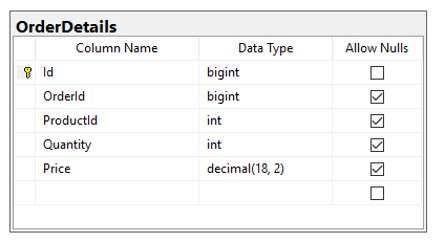 OrderDetails
Column Name Data Type Allow Nulls
Id bigint
OrderId bigint
ProductId int
Quantity int
Price decimal(18, 2)